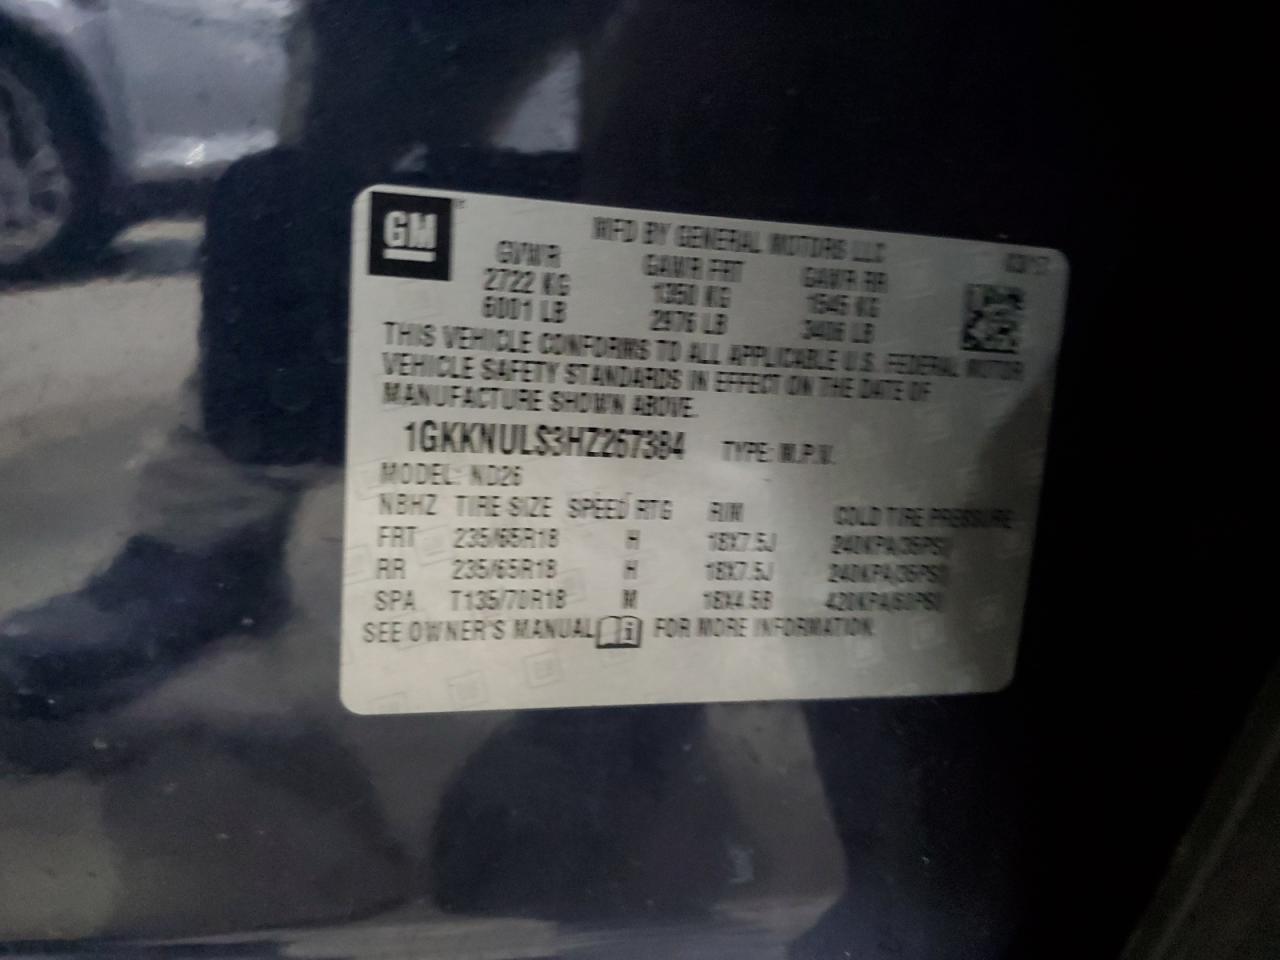 GM
MFD BY GENERAL MOTORS LLC
03/17
GVWR GAWR FRT GAWR RR
2722 KG 1350 KG 1545 KG
6001 LB 2976 LB 3406 LB
THIS VEHICLE CONFORMS TO ALL APPLICABLE U.S. FEDERAL MOTOR
VEHICLE SAFETY STANDARDS IN EFFECT ON THE DATE OF
MANUFACTURE SHOWN ABOVE.
1GKKNULS3HZ267384 TYPE: M.P.V.
MODEL: ND26
NBHZ TIRE SIZE SPEED RTG RIM COLD TIRE PRESSURE
FRT 235/65R18 H 18X7.5J 240KPA(35PSI)
RR 235/65R18 H 18X7.5J 240KPA(35PSI)
SPA T135/70R18 M 18X4.5B 420KPA(60PSI)
SEE OWNER'S MANUAL FOR MORE INFORMATION